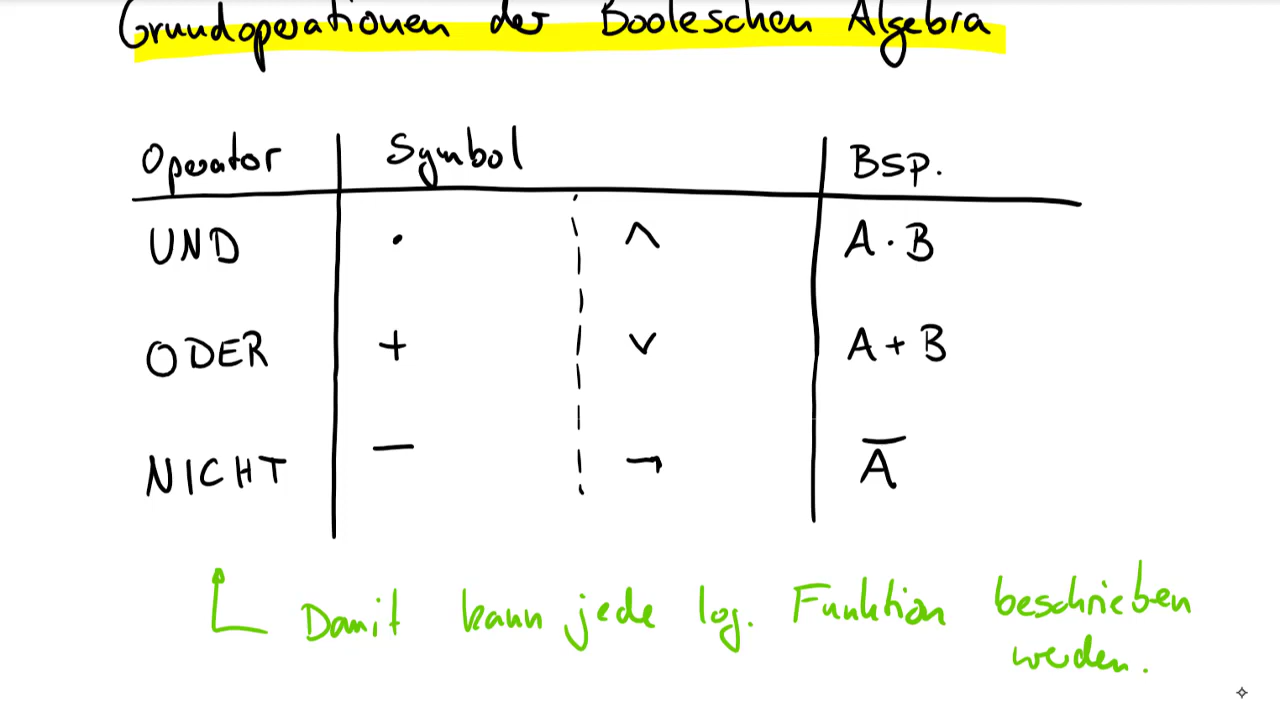 Grundoperationen der Booleschen Algebra
Operator Symbol BSP.
UND · ∧ A · B
ODER + ∨ A + B
NICHT ‾ ¬ A̅
Damit kann jede log. Funktion beschrieben
werden.